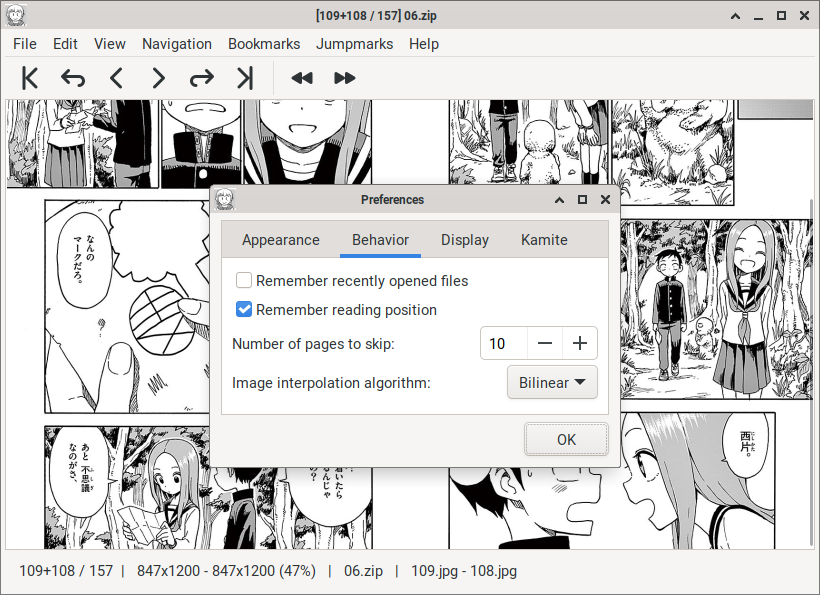 [109+108 / 157] 06.zip
File Edit View Navigation Bookmarks Jumpmarks Help
Preferences
Appearance Behavior Display Kamite
Remember recently opened files
Remember reading position
Number of pages to skip: 10
Image interpolation algorithm: Bilinear
OK
西片。
なんの
マークだろ。
あと 不思議
なのがさ、
109+108 / 157 | 847x1200 - 847x1200 (47%) | 06.zip | 109.jpg - 108.jpg